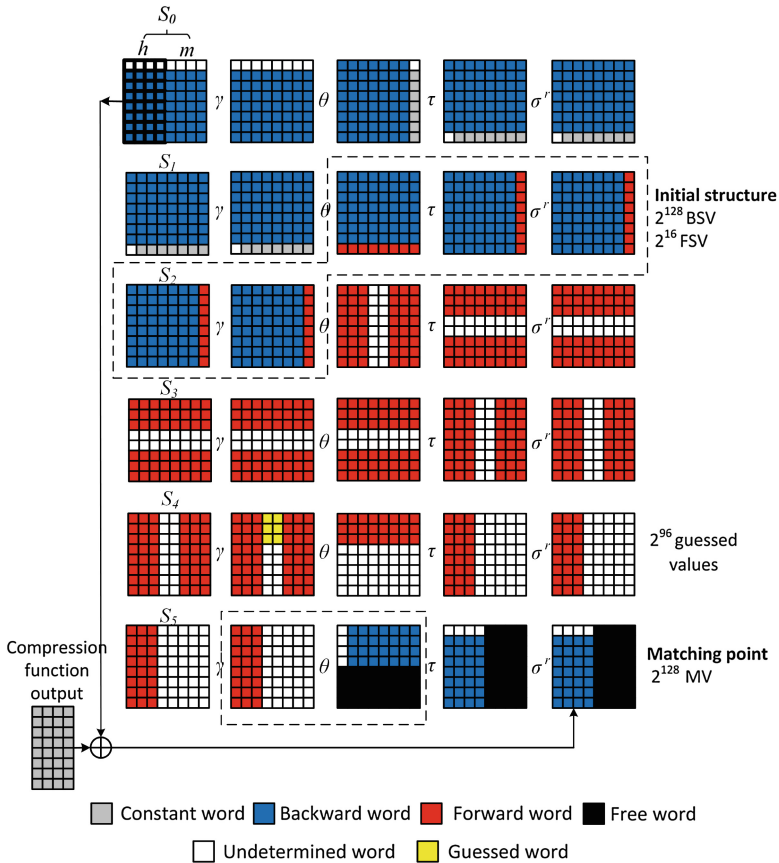 S₀
h m
γ θ τ σʳ
S₁
γ θ τ σʳ
Initial structure
2¹²⁸ BSV
2¹⁶ FSV
S₂
γ θ τ σʳ
S₃
γ θ τ σʳ
S₄
γ θ τ σʳ
2⁹⁶ guessed
values
S₅
γ θ τ σʳ
Compression
function
output
Matching point
2¹²⁸ MV
Constant word Backward word Forward word Free word
Undetermined word Guessed word